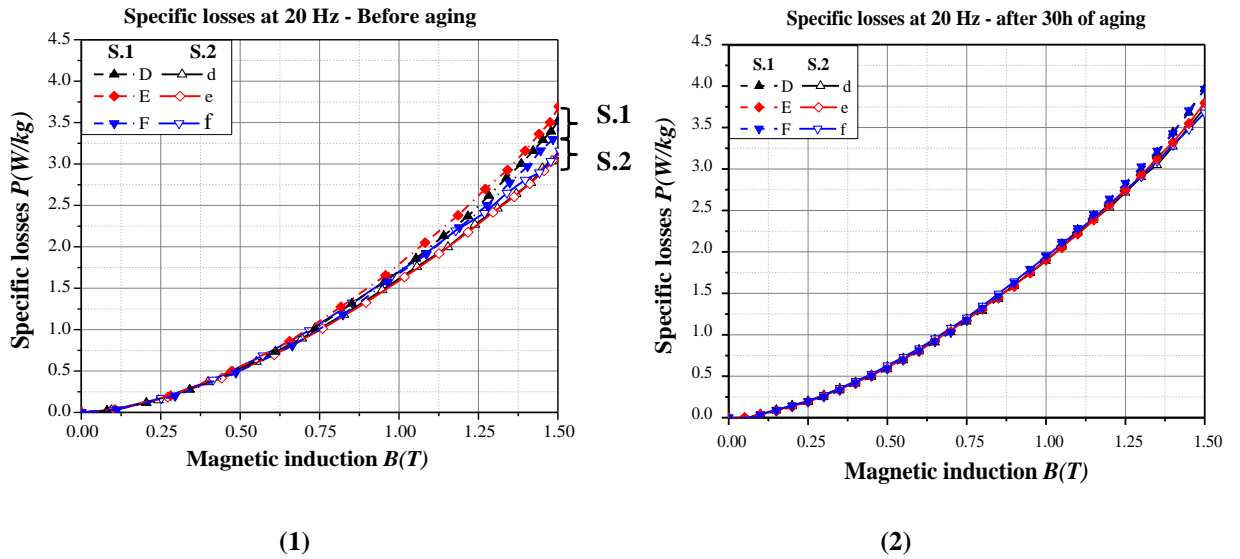 Specific losses at 20 Hz - Before aging
4.5
4.0
3.5
3.0
2.5
2.0
1.5
1.0
0.5
0.0
Specific losses P(W/kg)
S.1 S.2
D d
E e
F f
S.1
S.2
0.00 0.25 0.50 0.75 1.00 1.25 1.50
Magnetic induction B(T)
(1)
Specific losses at 20 Hz - after 30h of aging
4.5
4.0
3.5
3.0
2.5
2.0
1.5
1.0
0.5
0.0
Specific losses P(W/kg)
S.1 S.2
D d
E e
F f
0.00 0.25 0.50 0.75 1.00 1.25 1.50
Magnetic induction B(T)
(2)